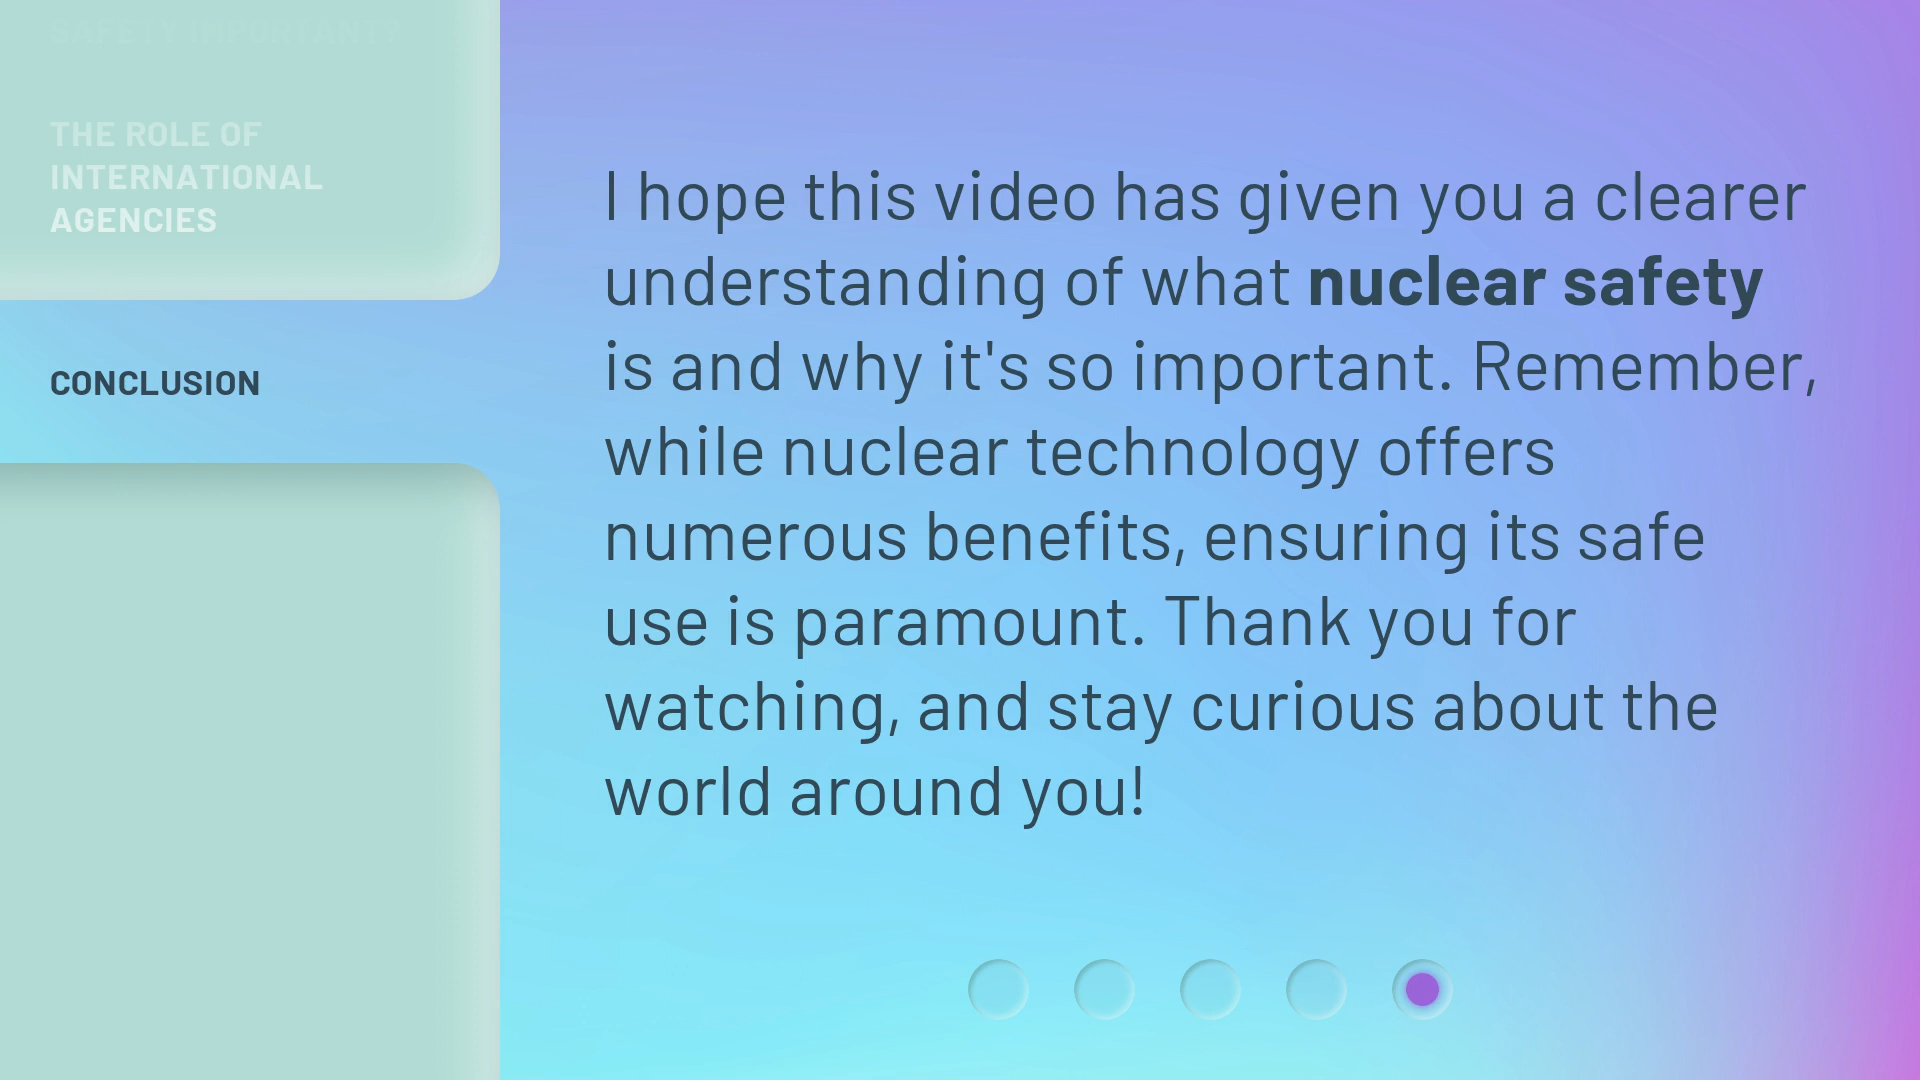 SAFETY IMPORTANT?
THE ROLE OF
INTERNATIONAL
AGENCIES
CONCLUSION
I hope this video has given you a clearer
understanding of what nuclear safety
is and why it's so important. Remember,
while nuclear technology offers
numerous benefits, ensuring its safe
use is paramount. Thank you for
watching, and stay curious about the
world around you!